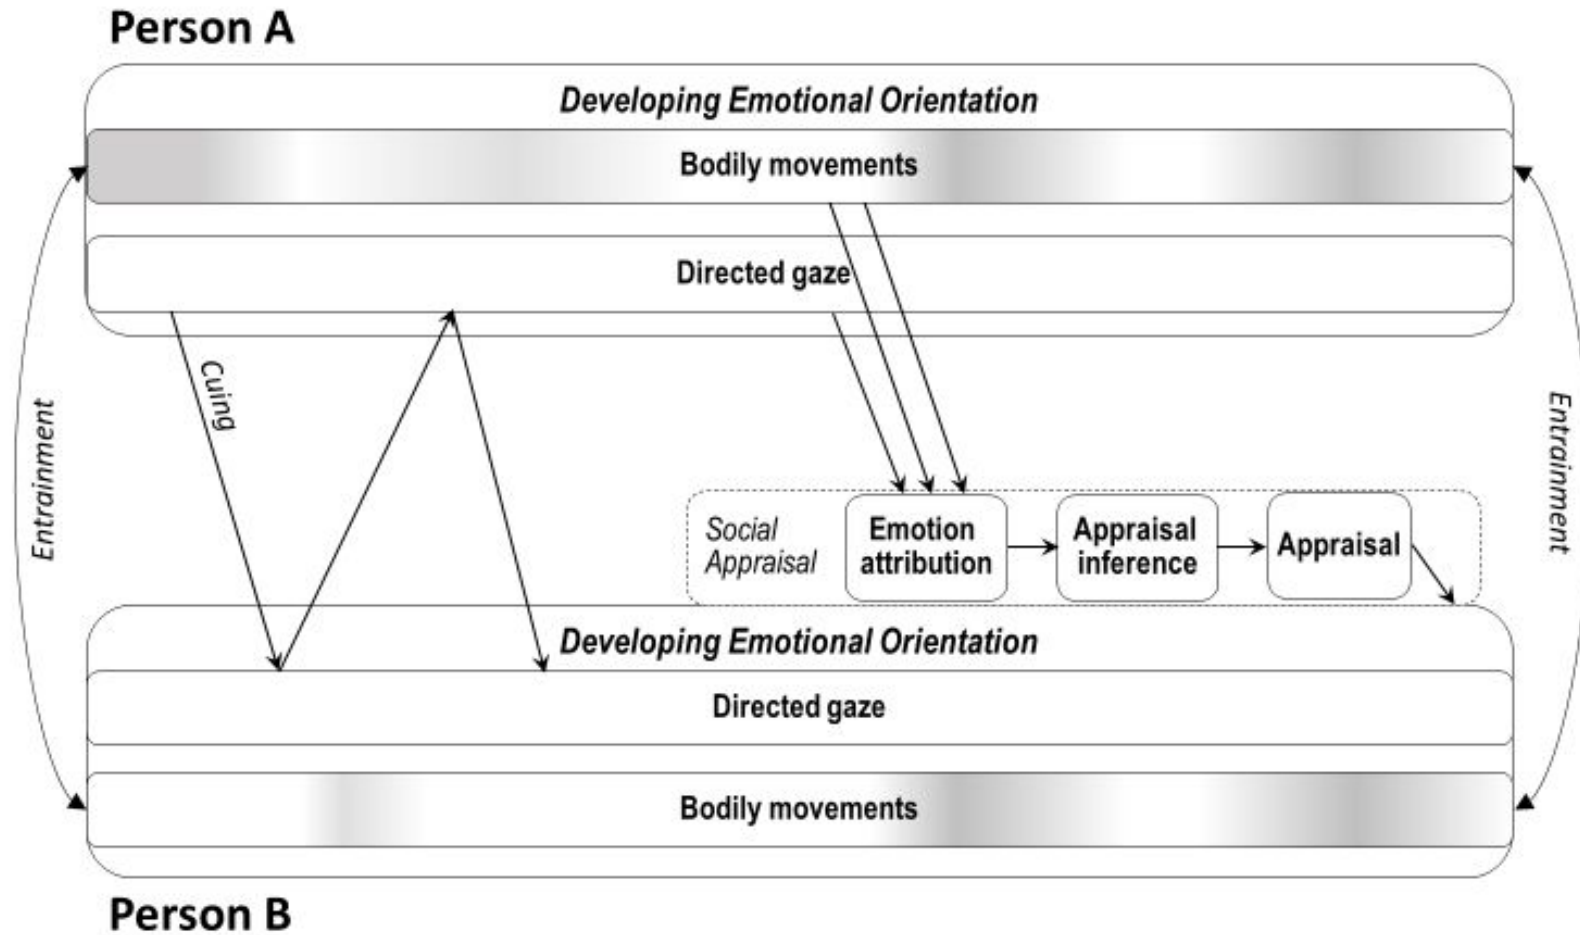 Person A
Developing Emotional Orientation
Bodily movements
Directed gaze
Cuing
Entrainment
Entrainment
Social
Appraisal
Emotion
attribution
Appraisal
inference
Appraisal
Developing Emotional Orientation
Directed gaze
Bodily movements
Person B